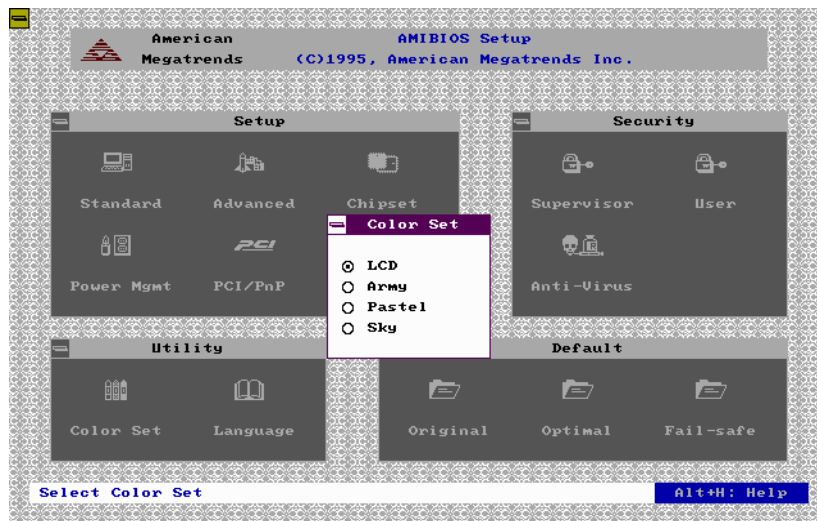 American
Megatrends
AMIBIOS Setup
(C)1995, American Megatrends Inc.
Setup
Standard Advanced Chipset
Power Mgmt PCI PCI/PnP
Security
Supervisor User
Anti-Virus
Color Set
LCD
Army
Pastel
Sky
Utility
Color Set Language
Default
Original Optimal Fail-safe
Select Color Set
Alt+H: Help